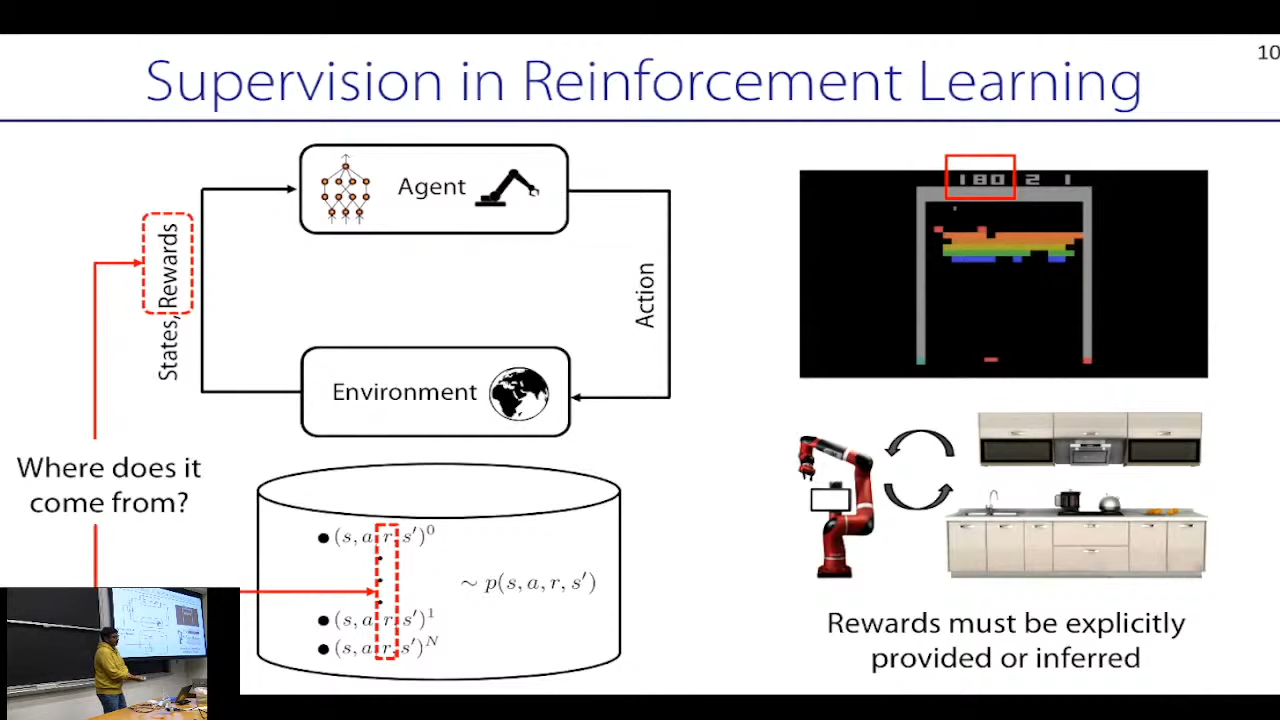 10
Supervision in Reinforcement Learning
Agent
States, Rewards
Action
Environment
Where does it
come from?
(s, a, r, s′)⁰
∼ p(s, a, r, s′)
(s, a, r, s′)¹
(s, a, r, s′)ᴺ
180 2 1
Rewards must be explicitly
provided or inferred